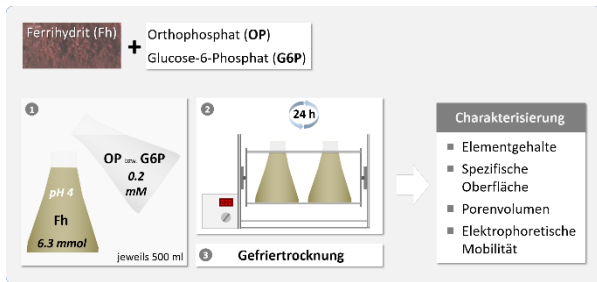 Ferrihydrit (Fh)
+
Orthophosphat (OP)
Glucose-6-Phosphat (G6P)
1
OP bzw. G6P
0.2
mM
pH 4
Fh
6.3 mmol
jeweils 500 ml
2
24 h
3 Gefriertrocknung
Charakterisierung
■ Elementgehalte
■ Spezifische
Oberfläche
■ Porenvolumen
■ Elektrophoretische
Mobilität